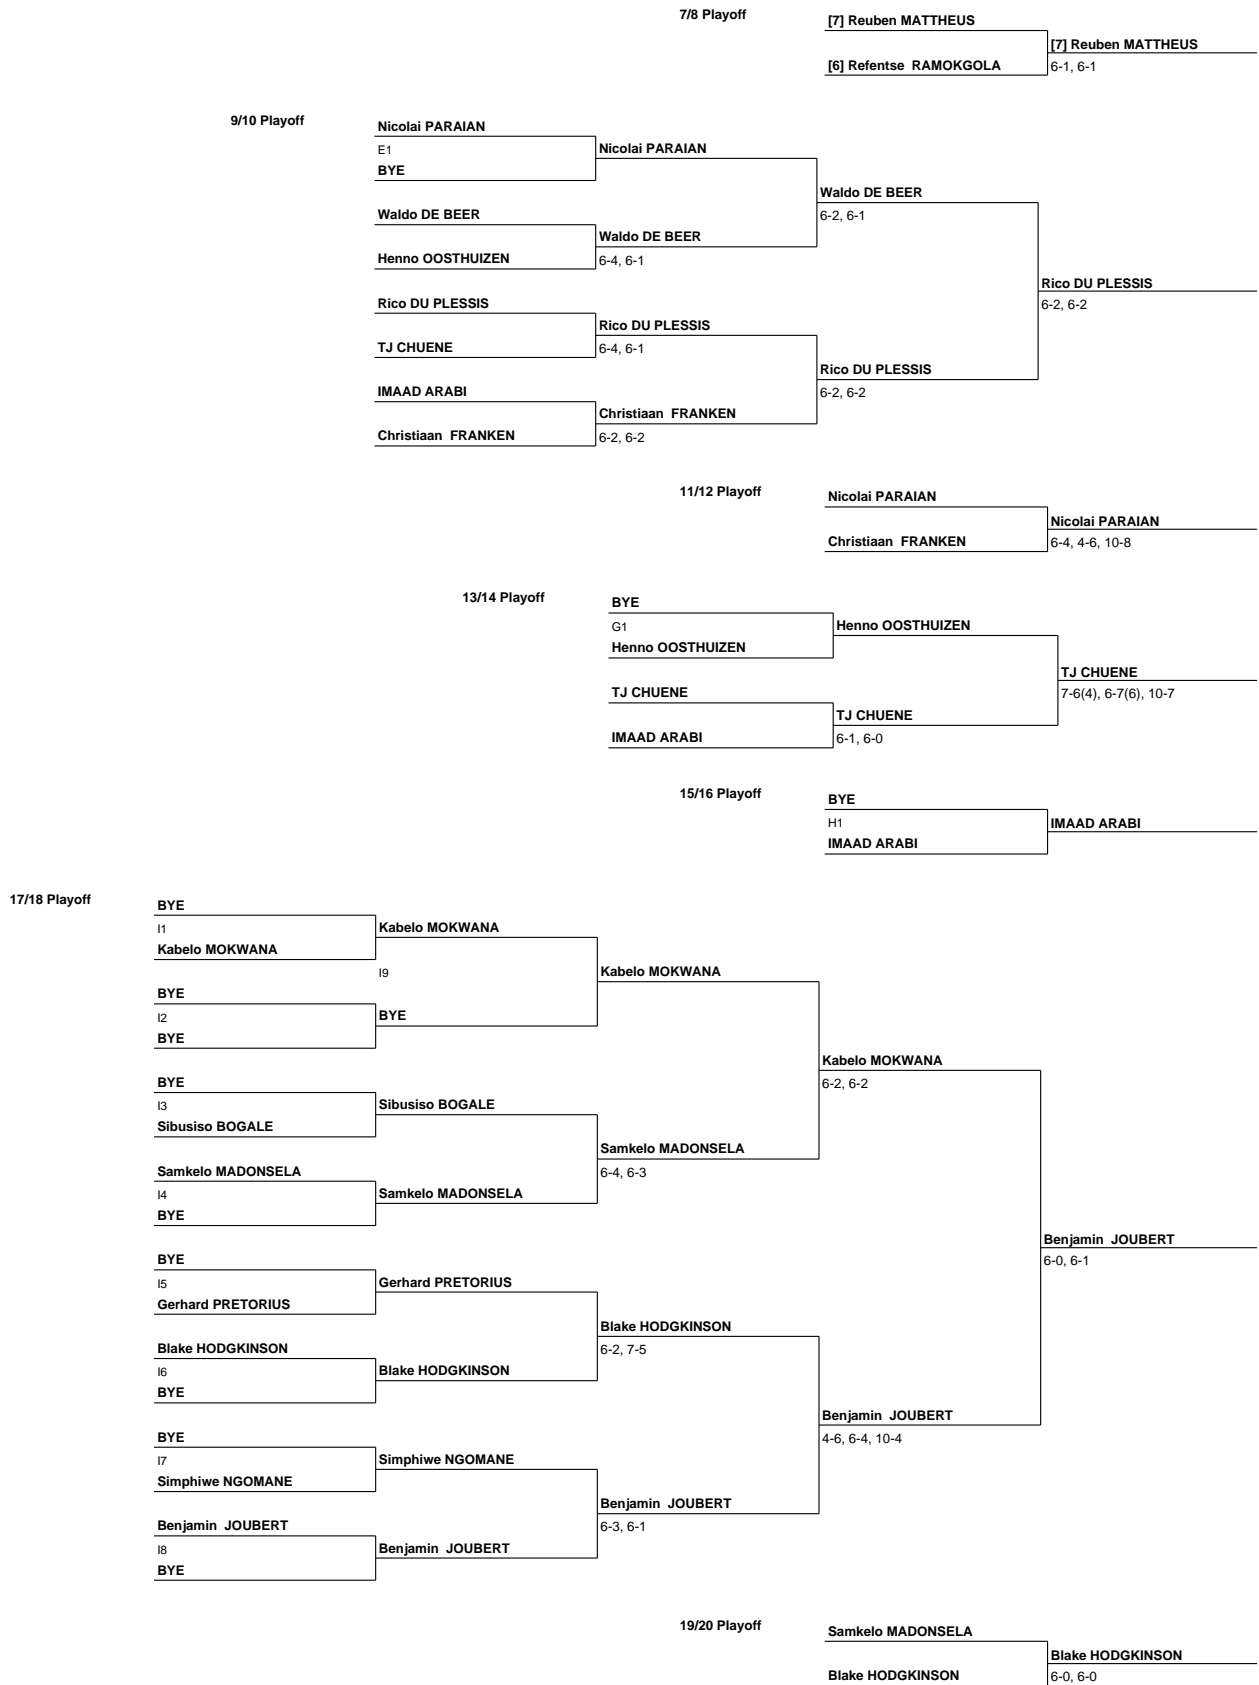 7/8 Playoff
[7] Reuben MATTHEUS
[7] Reuben MATTHEUS
[6] Refentse RAMOKGOLA
6-1, 6-1
9/10 Playoff
Nicolai PARAIAN
E1
Nicolai PARAIAN
BYE
Waldo DE BEER
6-2, 6-1
Waldo DE BEER
Waldo DE BEER
Henno OOSTHUIZEN
6-4, 6-1
Rico DU PLESSIS
6-2, 6-2
Rico DU PLESSIS
Rico DU PLESSIS
TJ CHUENE
6-4, 6-1
Rico DU PLESSIS
6-2, 6-2
IMAAD ARABI
Christiaan FRANKEN
Christiaan FRANKEN
6-2, 6-2
11/12 Playoff
Nicolai PARAIAN
Nicolai PARAIAN
Christiaan FRANKEN
6-4, 4-6, 10-8
13/14 Playoff
BYE
G1
Henno OOSTHUIZEN
Henno OOSTHUIZEN
TJ CHUENE
7-6(4), 6-7(6), 10-7
TJ CHUENE
TJ CHUENE
IMAAD ARABI
6-1, 6-0
15/16 Playoff
BYE
H1
IMAAD ARABI
IMAAD ARABI
17/18 Playoff
BYE
I1
Kabelo MOKWANA
Kabelo MOKWANA
I9
Kabelo MOKWANA
BYE
I2
BYE
BYE
Kabelo MOKWANA
6-2, 6-2
BYE
I3
Sibusiso BOGALE
Sibusiso BOGALE
Samkelo MADONSELA
6-4, 6-3
Samkelo MADONSELA
I4
Samkelo MADONSELA
BYE
Benjamin JOUBERT
6-0, 6-1
BYE
I5
Gerhard PRETORIUS
Gerhard PRETORIUS
Blake HODGKINSON
6-2, 7-5
Blake HODGKINSON
I6
Blake HODGKINSON
BYE
Benjamin JOUBERT
4-6, 6-4, 10-4
BYE
I7
Simphiwe NGOMANE
Simphiwe NGOMANE
Benjamin JOUBERT
6-3, 6-1
Benjamin JOUBERT
I8
Benjamin JOUBERT
BYE
19/20 Playoff
Samkelo MADONSELA
Blake HODGKINSON
Blake HODGKINSON
6-0, 6-0